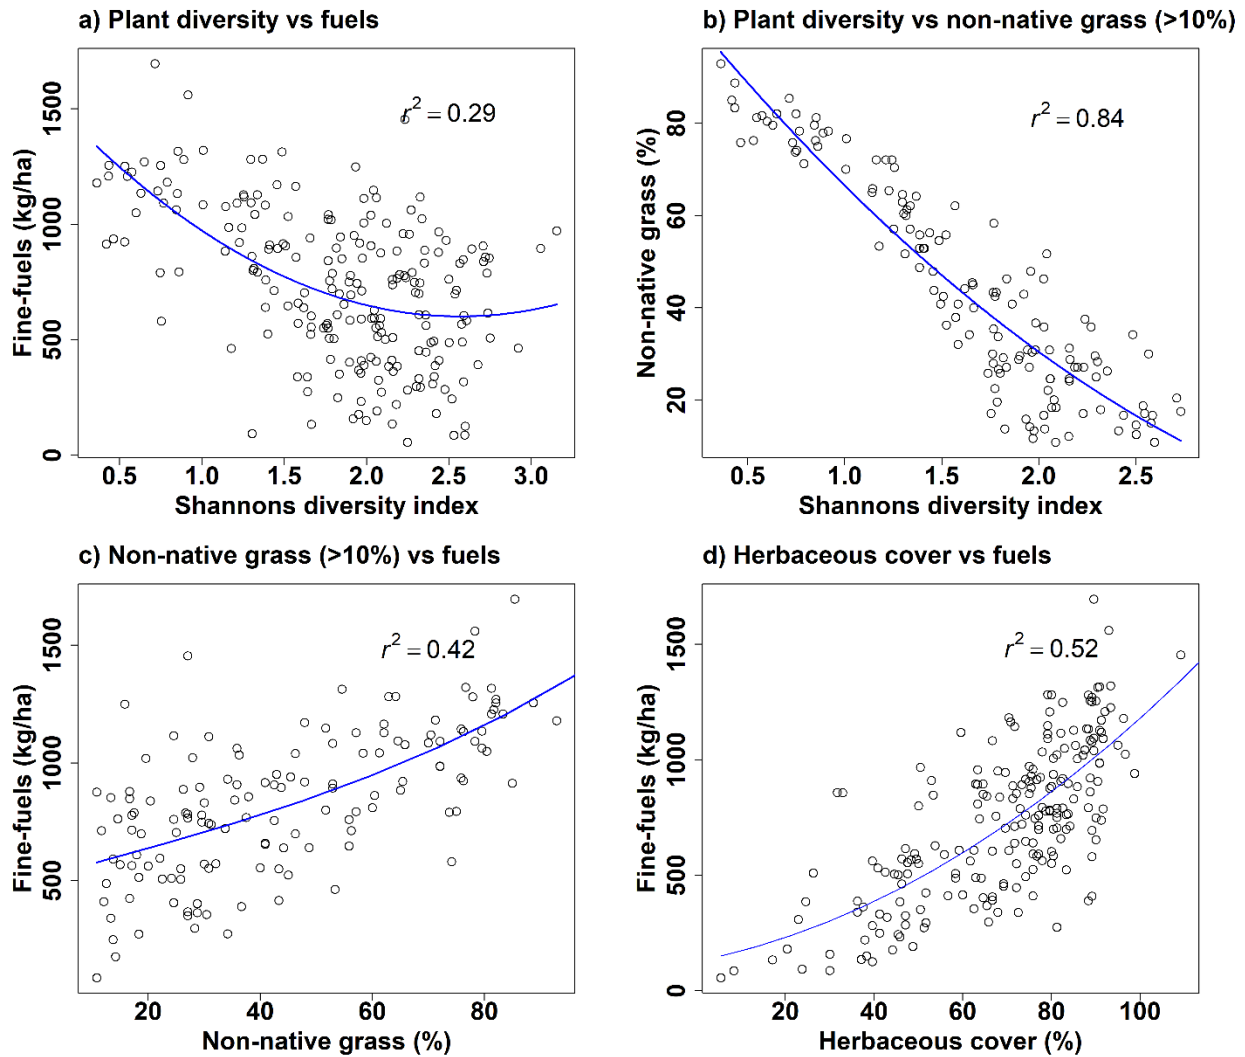 a) Plant diversity vs fuels
r² = 0.29
Fine-fuels (kg/ha)
1500
1000
500
0
0.5 1.0 1.5 2.0 2.5 3.0
Shannons diversity index
b) Plant diversity vs non-native grass (>10%)
r² = 0.84
Non-native grass (%)
80
60
40
20
0.5 1.0 1.5 2.0 2.5
Shannons diversity index
c) Non-native grass (>10%) vs fuels
r² = 0.42
Fine-fuels (kg/ha)
1500
1000
500
20 40 60 80
Non-native grass (%)
d) Herbaceous cover vs fuels
r² = 0.52
Fine-fuels (kg/ha)
1500
1000
500
0
20 40 60 80 100
Herbaceous cover (%)